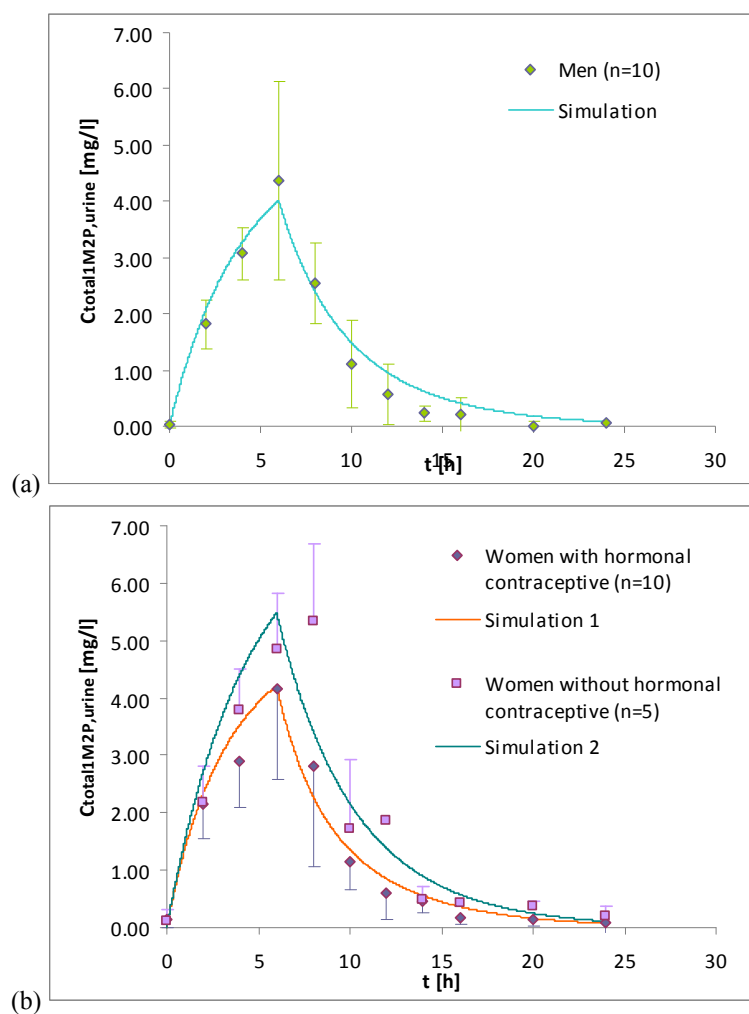 7.00
6.00
5.00
4.00
3.00
2.00
1.00
0.00
Ctotal1M2P,urine [mg/l]
Men (n=10)
Simulation
0 5 10 15 20 25 30
t [h]
(a)
7.00
6.00
5.00
4.00
3.00
2.00
1.00
0.00
Ctotal1M2P,urine [mg/l]
Women with hormonal
contraceptive (n=10)
Simulation 1
Women without hormonal
contraceptive (n=5)
Simulation 2
0 5 10 15 20 25 30
t [h]
(b)